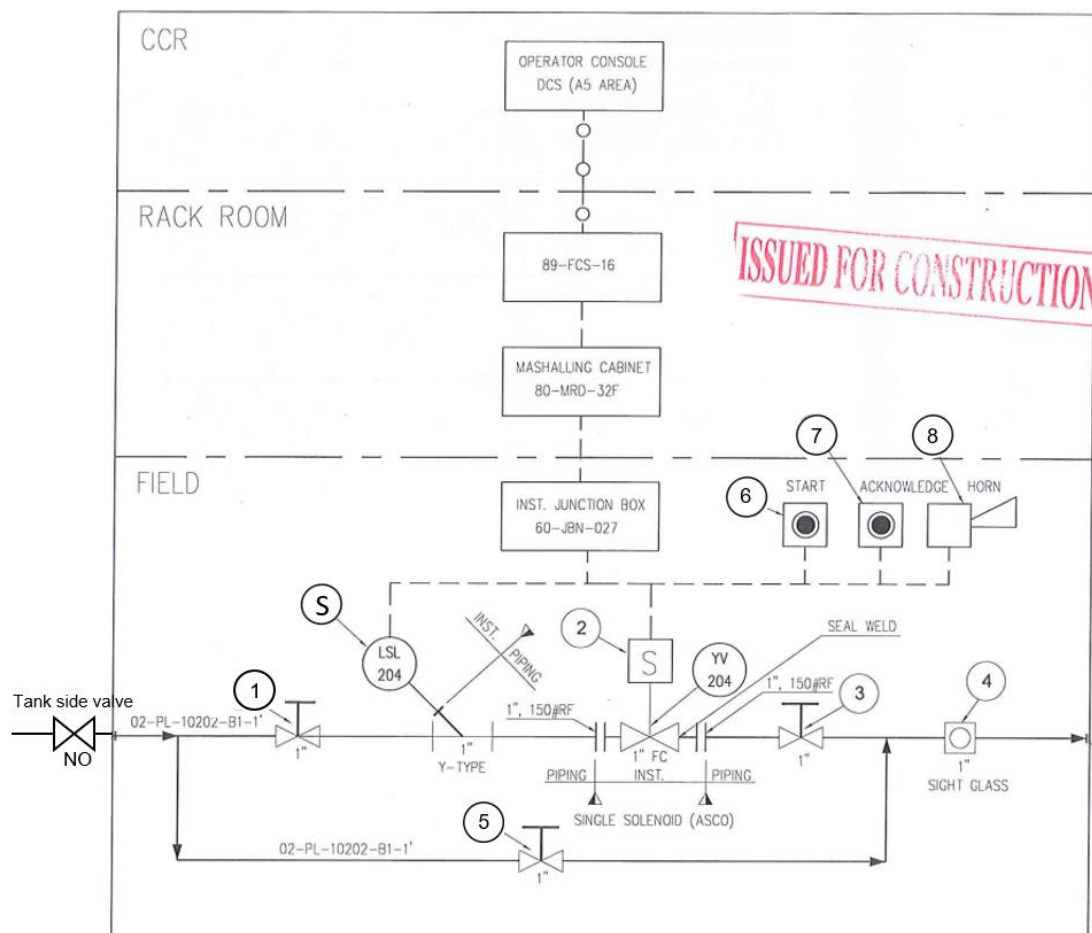 CCR
OPERATOR CONSOLE
DCS (A5 AREA)
RACK ROOM
89-FCS-16
ISSUED FOR CONSTRUCTION
MASHALLING CABINET
80-MRD-32F
FIELD
INST. JUNCTION BOX
60-JBN-027
6
START
7
ACKNOWLEDGE
8
HORN
S
LSL
204
INST.
PIPING
2
S
YV
204
SEAL WELD
1", 150#RF
1", 150#RF
Tank side valve
NO
02-PL-10202-B1-1'
1
1"
1"
Y-TYPE
1" FC
3
1"
4
1"
SIGHT GLASS
PIPING
INST.
PIPING
SINGLE SOLENOID (ASCO)
02-PL-10202-B1-1'
5
1"